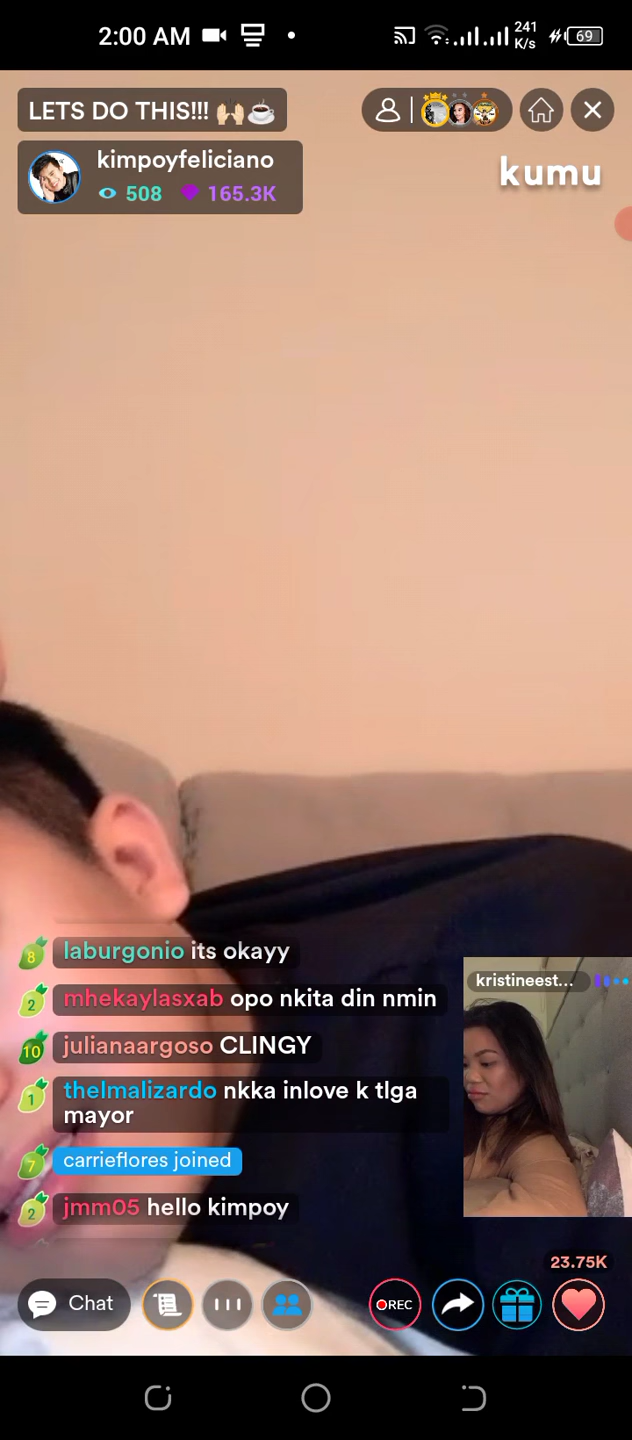 2:00 AM 241 K/s 69
LETS DO THIS!!! 🙌🏻☕
kimpoyfeliciano
508 165.3K
kumu
8 laburgonio its okayy
2 mhekaylasxab opo nkita din nmin
10 julianaargoso CLINGY
1 thelmalizardo nkka inlove k tlga
mayor
7 carrieflores joined
2 jmm05 hello kimpoy
kristineest...
23.75K
Chat
REC